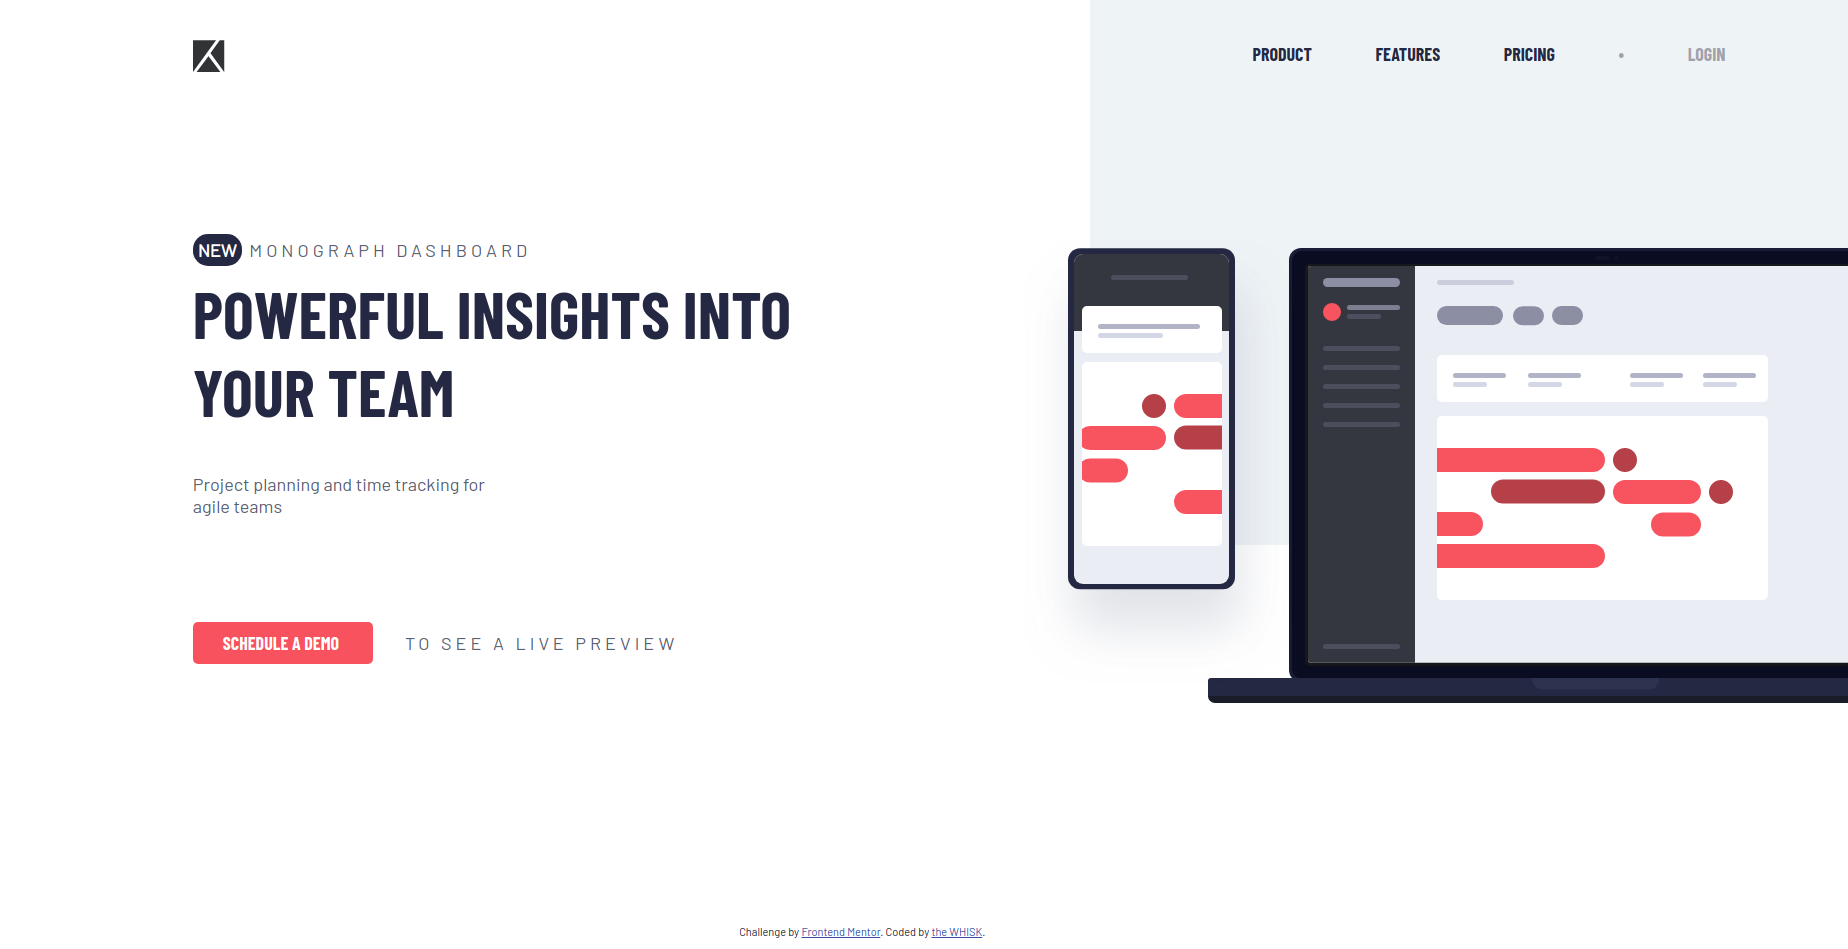 PRODUCT FEATURES PRICING • LOGIN
NEW MONOGRAPH DASHBOARD
POWERFUL INSIGHTS INTO
YOUR TEAM
Project planning and time tracking for
agile teams
SCHEDULE A DEMO TO SEE A LIVE PREVIEW
Challenge by Frontend Mentor. Coded by the WHISK.